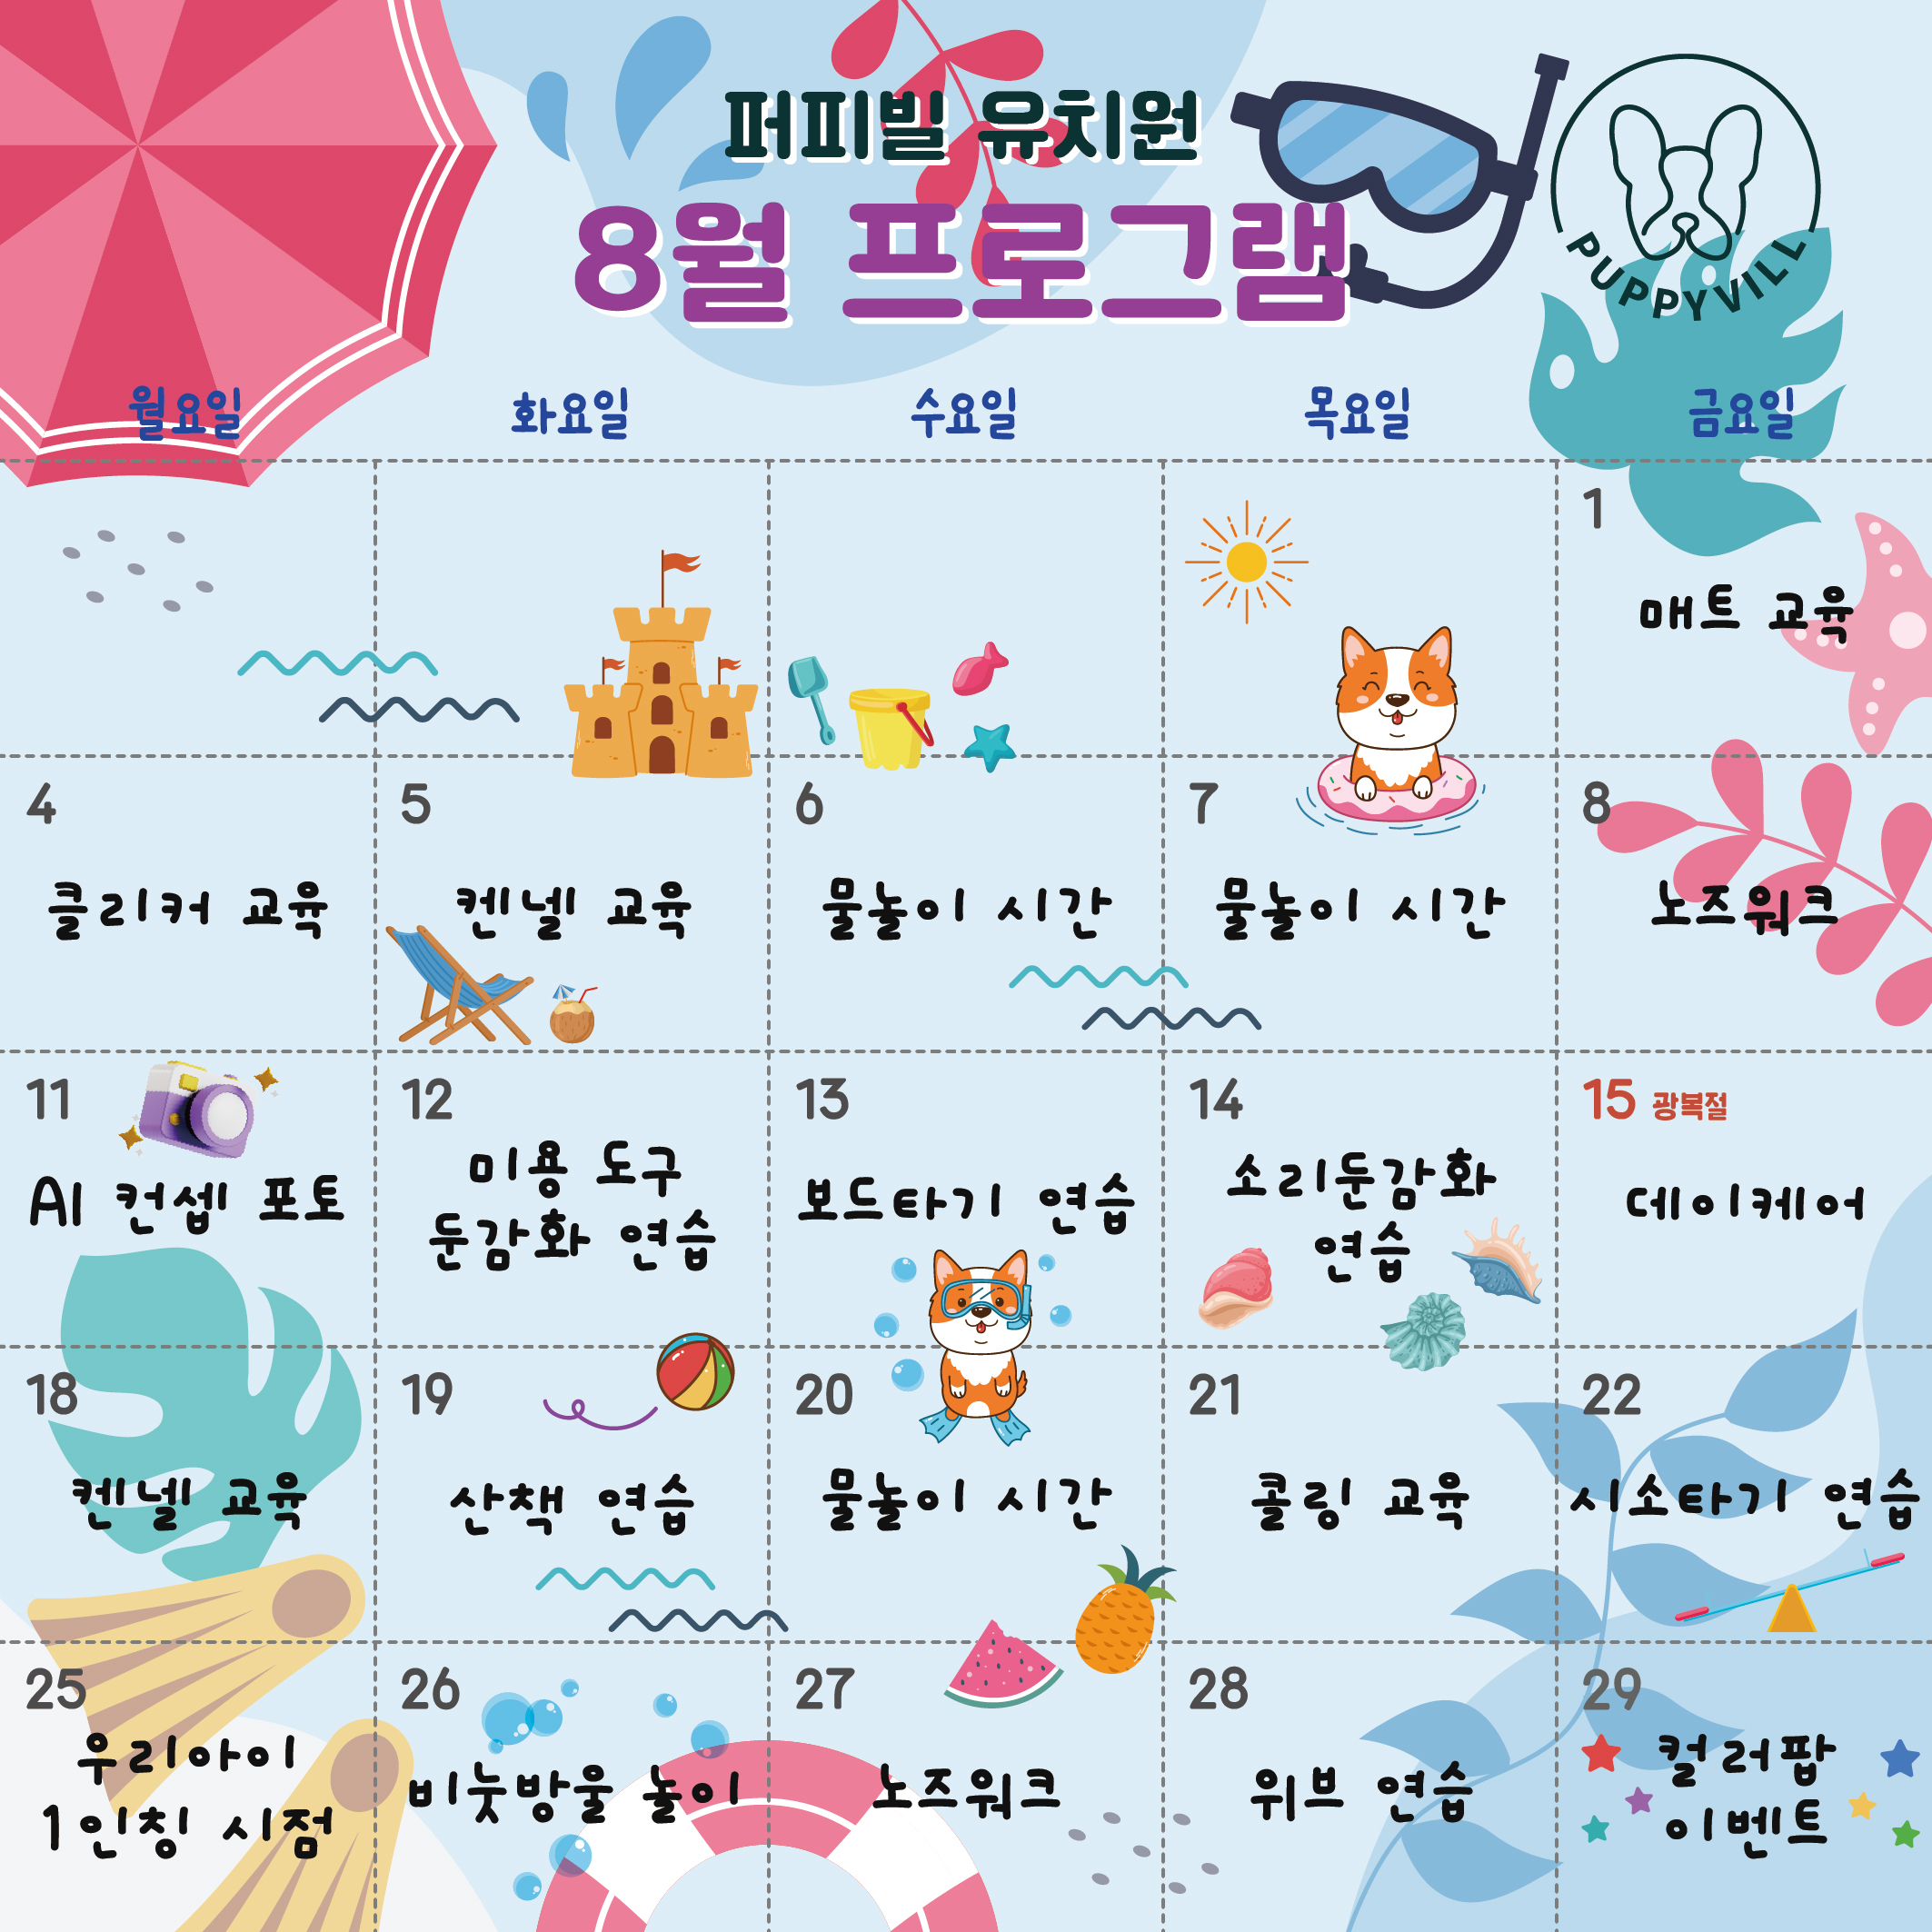 퍼피빌 유치원
8월 프로그램
PUPPYVILL
월요일 화요일 수요일 목요일 금요일
1
매트 교육
4 5 6 7 8
클리커 교육 켄넬 교육 물놀이 시간 물놀이 시간 노즈워크
11 12 13 14 15 광복절
AI 컨셉 포토
미용 도구
둔감화 연습
보드타기 연습
소리둔감화
연습
데이케어
18 19 20 21 22
켄넬 교육 산책 연습 물놀이 시간 콜링 교육 시소타기 연습
25 26 27 28 29
우리아이
1인칭 시점
비눗방울 놀이
노즈워크
위브 연습
컬러팝
이벤트